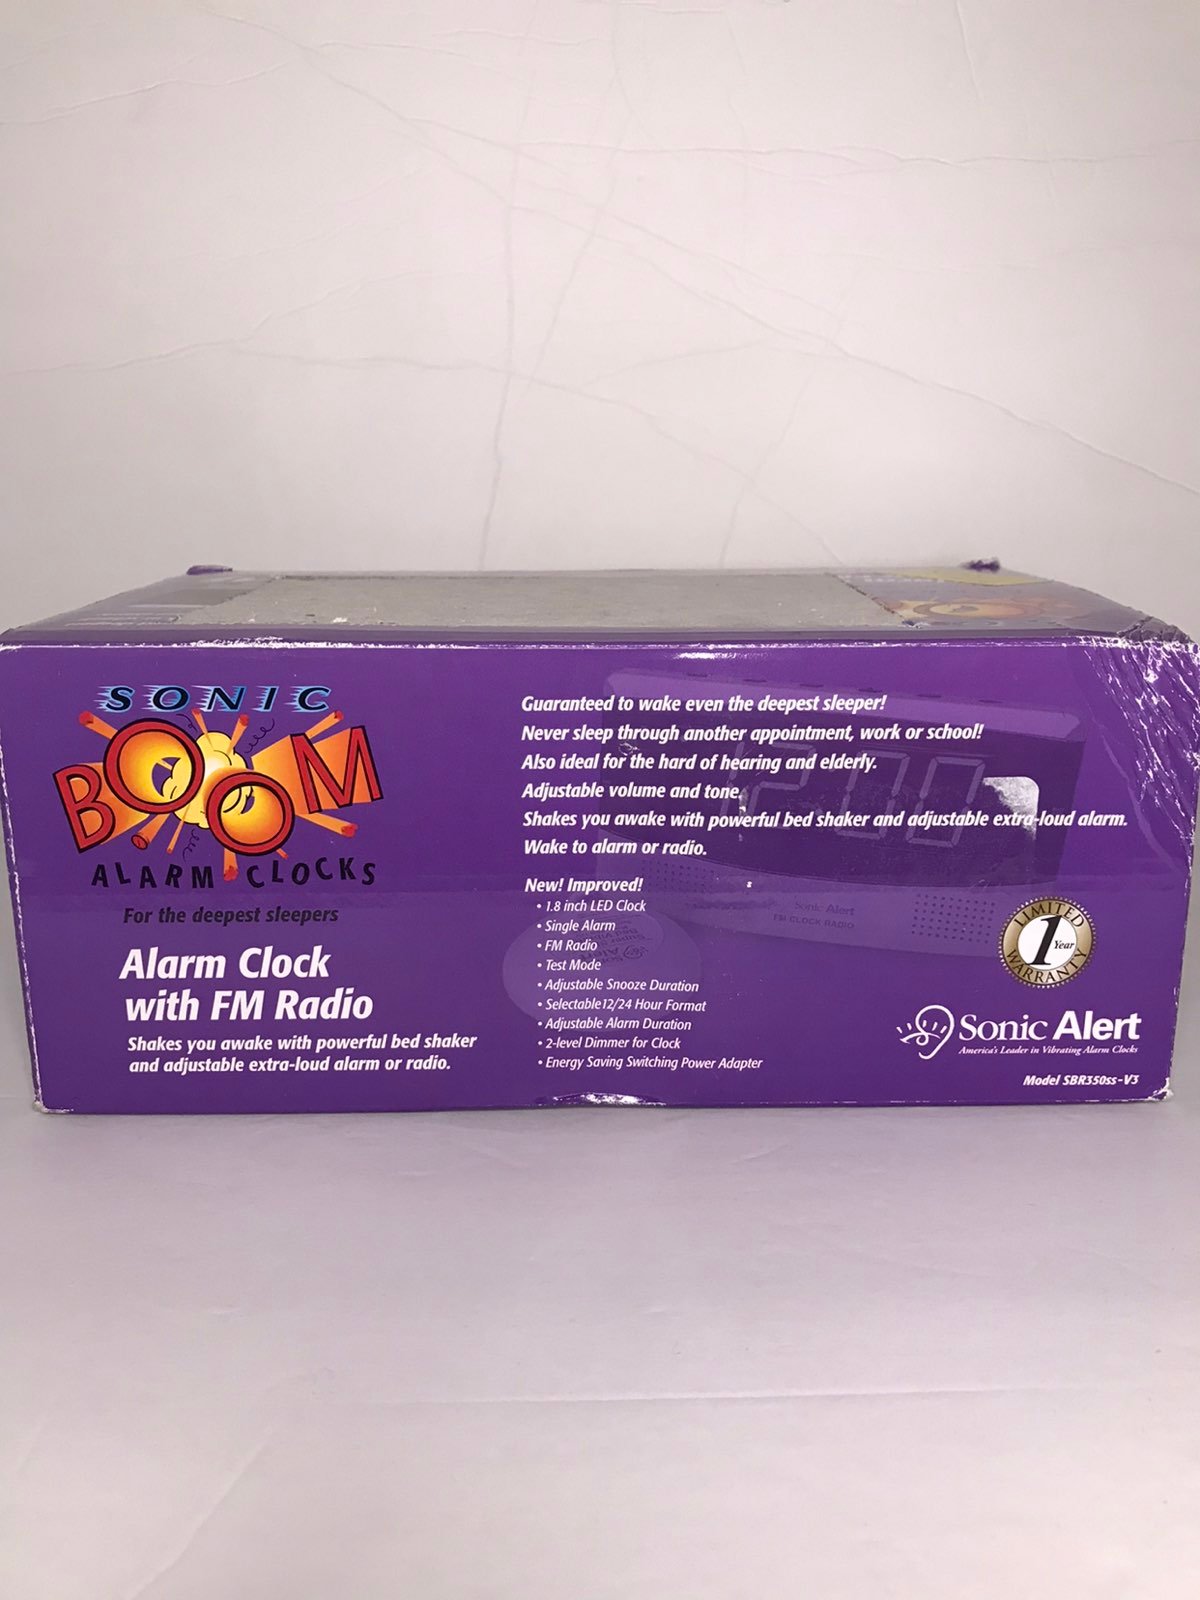 SONIC
BOOM
ALARM CLOCKS
For the deepest sleepers
Alarm Clock
with FM Radio
Shakes you awake with powerful bed shaker
and adjustable extra-loud alarm or radio.
Guaranteed to wake even the deepest sleeper!
Never sleep through another appointment, work or school!
Also ideal for the hard of hearing and elderly.
Adjustable volume and tone.
Shakes you awake with powerful bed shaker and adjustable extra-loud alarm.
Wake to alarm or radio.
New! Improved!
• 1.8 inch LED Clock
• Single Alarm
• FM Radio
• Test Mode
• Adjustable Snooze Duration
• Selectable 12/24 Hour Format
• Adjustable Alarm Duration
• 2-level Dimmer for Clock
• Energy Saving Switching Power Adapter
12:00
Sonic Alert
FM CLOCK RADIO
LIMITED
1 Year
WARRANTY
Sonic Alert
America's Leader in Vibrating Alarm Clocks
Model SBR350ss-V3